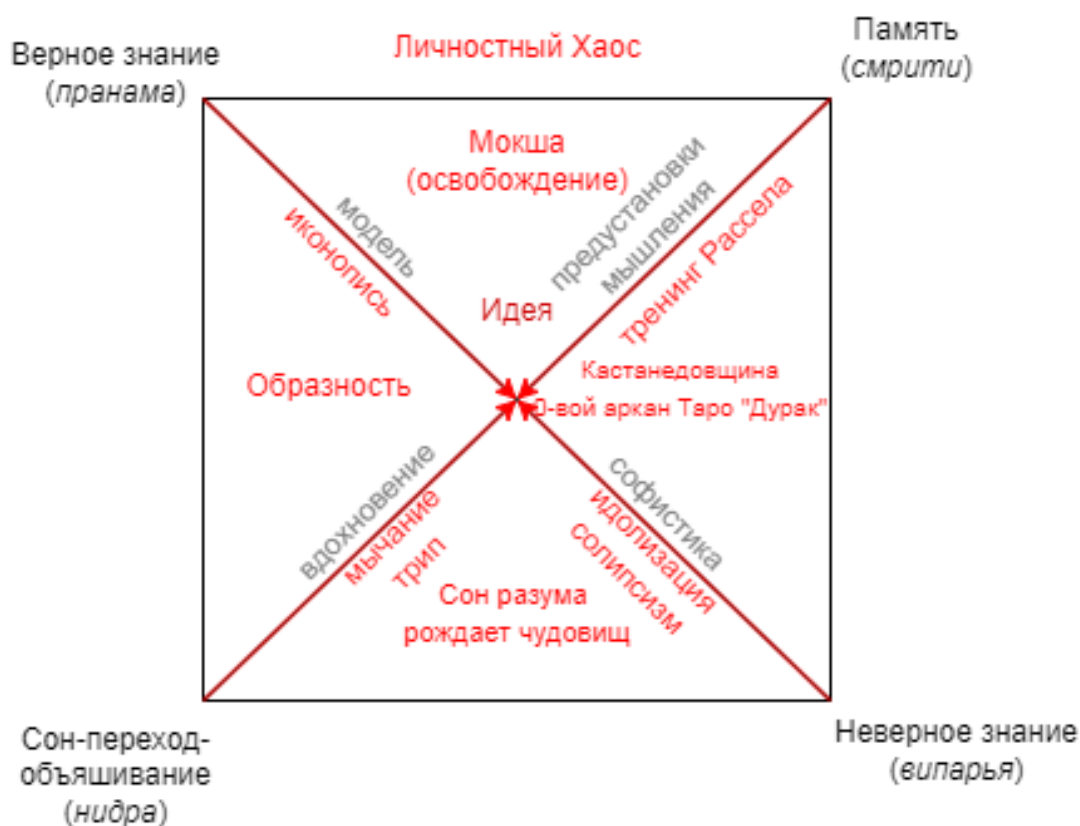 Верное знание
(пранама)
Личностный Хаос
Память
(смрити)
Мокша
(освобождение)
модель
иконопись
предустановки
мышления
тренинг Рассела
Идея
Образность
Кастанедовщина
0-вой аркан Таро "Дурак"
вдохновение
мычание
трип
софистика
идолизация
солипсизм
Сон разума
рождает чудовищ
Сон-переход-
объяшивание
(нидра)
Неверное знание
(випарья)